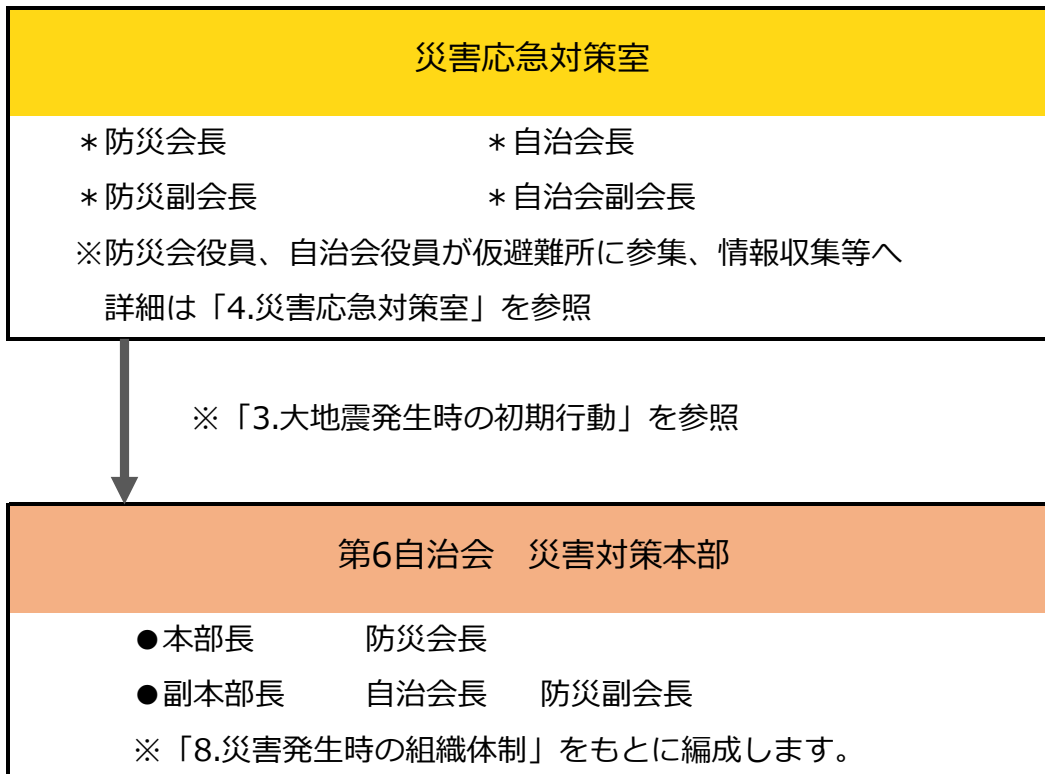 災害応急対策室
＊防災会長　＊自治会長
＊防災副会長　＊自治会副会長
※防災会役員、自治会役員が仮避難所に参集、情報収集等へ
詳細は「4.災害応急対策室」を参照
※「3.大地震発生時の初期行動」を参照
第6自治会　災害対策本部
●本部長　防災会長
●副本部長　自治会長　防災副会長
※「8.災害発生時の組織体制」をもとに編成します。